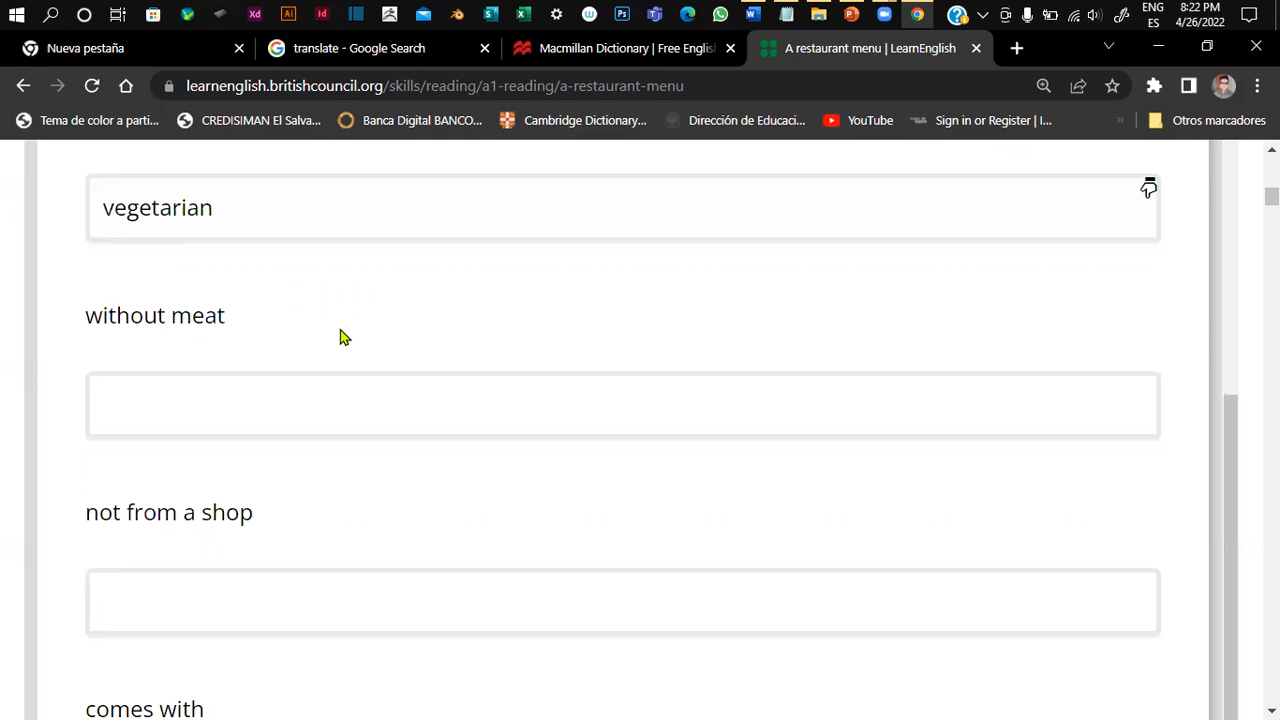 ENG
ES
8:22 PM
4/26/2022
Nueva pestaña
translate - Google Search
Macmillan Dictionary | Free Englis
A restaurant menu | LearnEnglish
learnenglish.britishcouncil.org/skills/reading/a1-reading/a-restaurant-menu
Tema de color a parti...
CREDISIMAN El Salva...
Banca Digital BANCO...
Cambridge Dictionary...
Dirección de Educaci...
YouTube
Sign in or Register | I...
Otros marcadores
vegetarian
without meat
not from a shop
comes with